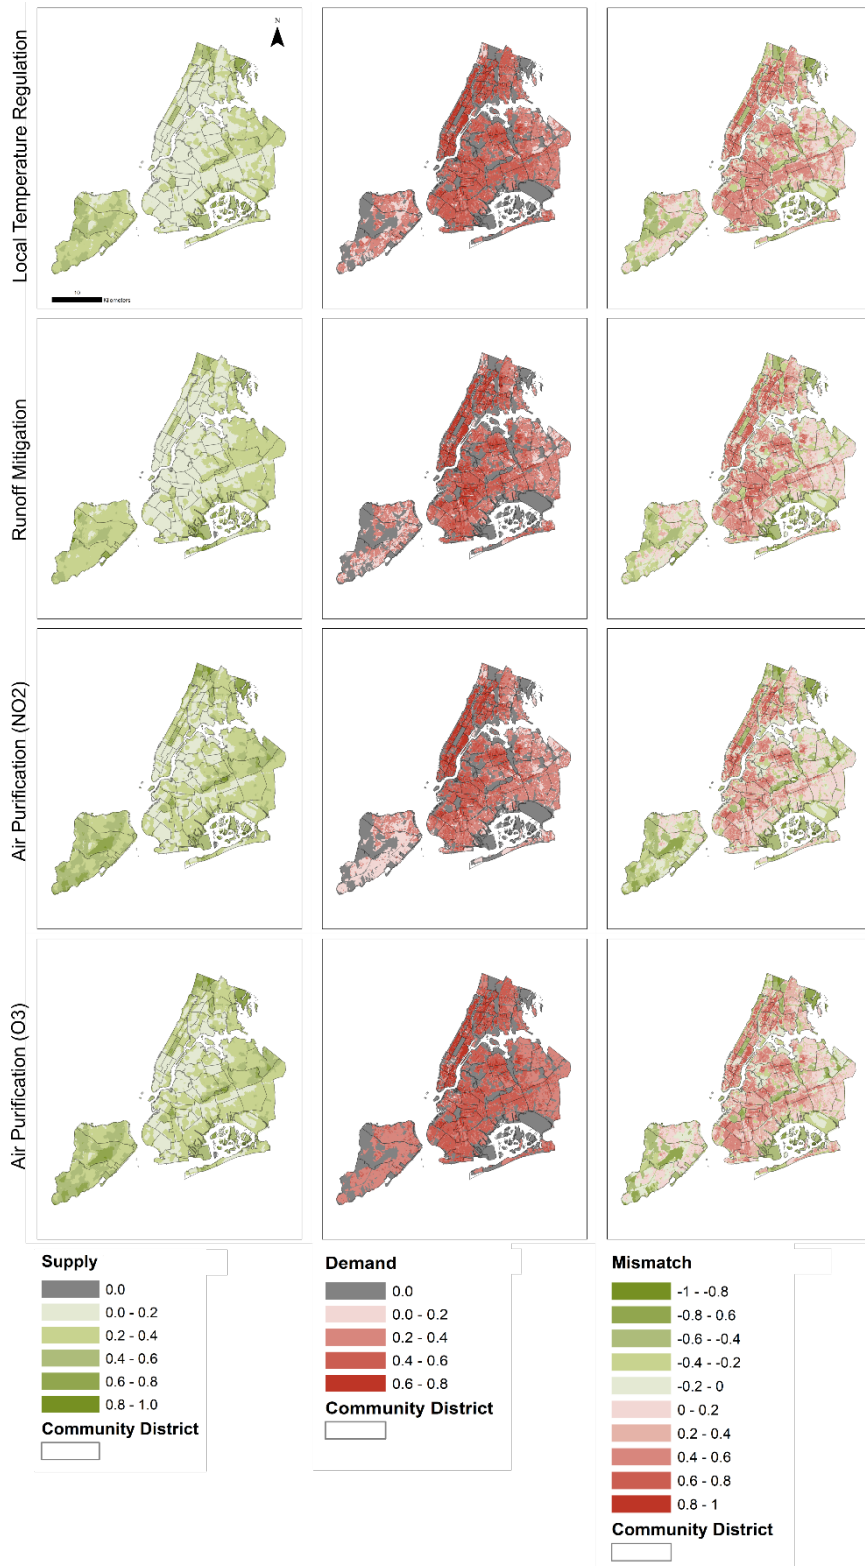 N
Local Temperature Regulation
10
Kilometers
Runoff Mitigation
Air Purification (NO2)
Air Purification (O3)
Supply
0.0
0.0 - 0.2
0.2 - 0.4
0.4 - 0.6
0.6 - 0.8
0.8 - 1.0
Community District
Demand
0.0
0.0 - 0.2
0.2 - 0.4
0.4 - 0.6
0.6 - 0.8
Community District
Mismatch
-1 - -0.8
-0.8 - 0.6
-0.6 - -0.4
-0.4 - -0.2
-0.2 - 0
0 - 0.2
0.2 - 0.4
0.4 - 0.6
0.6 - 0.8
0.8 - 1
Community District